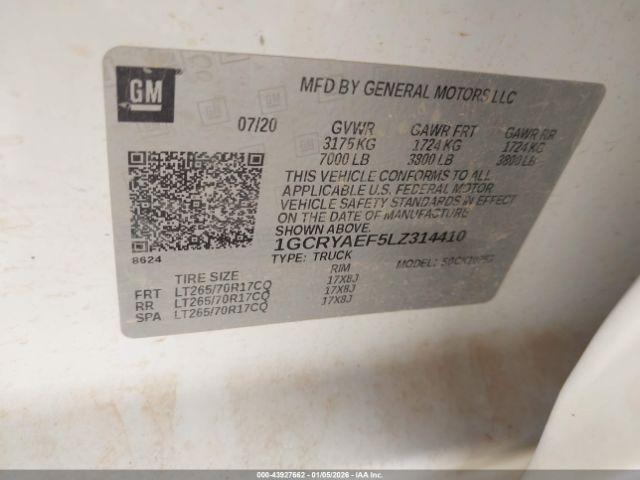 GM
MFD BY GENERAL MOTORS LLC
07/20 GVWR GAWR FRT GAWR RR
3175 KG 1724 KG 1724 KG
7000 LB 3800 LB 3800 LB
THIS VEHICLE CONFORMS TO ALL
APPLICABLE U.S. FEDERAL MOTOR
VEHICLE SAFETY STANDARDS IN EFFECT
ON THE DATE OF MANUFACTURE
SHOWN ABOVE.
1GCRYAEF5LZ314410
8624
TYPE: TRUCK MODEL:
TIRE SIZE RIM
FRT LT265/70R17CQ 17X8J
RR LT265/70R17CQ 17X8J
SPA LT265/70R17CQ 17X8J
000-43927662 - 01/05/2026 - IAAI.COM